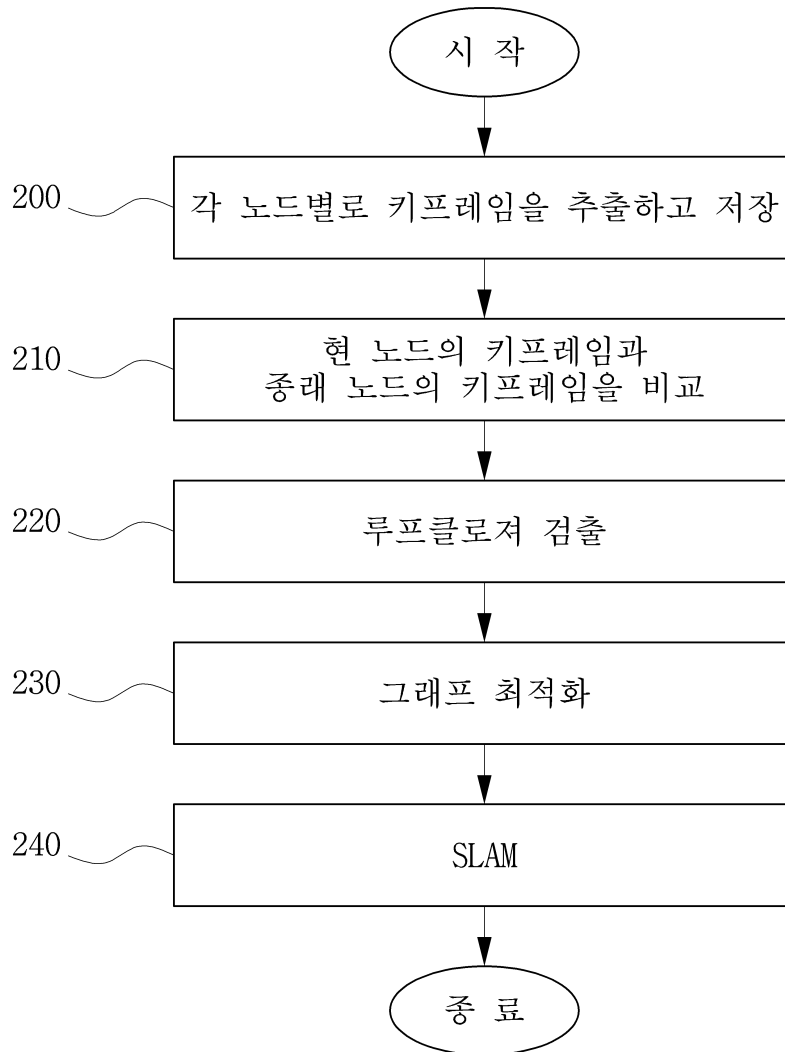 시 작
200
각 노드별로 키프레임을 추출하고 저장
210
현 노드의 키프레임과
종래 노드의 키프레임을 비교
220
루프클로져 검출
230
그래프 최적화
240
SLAM
종 료